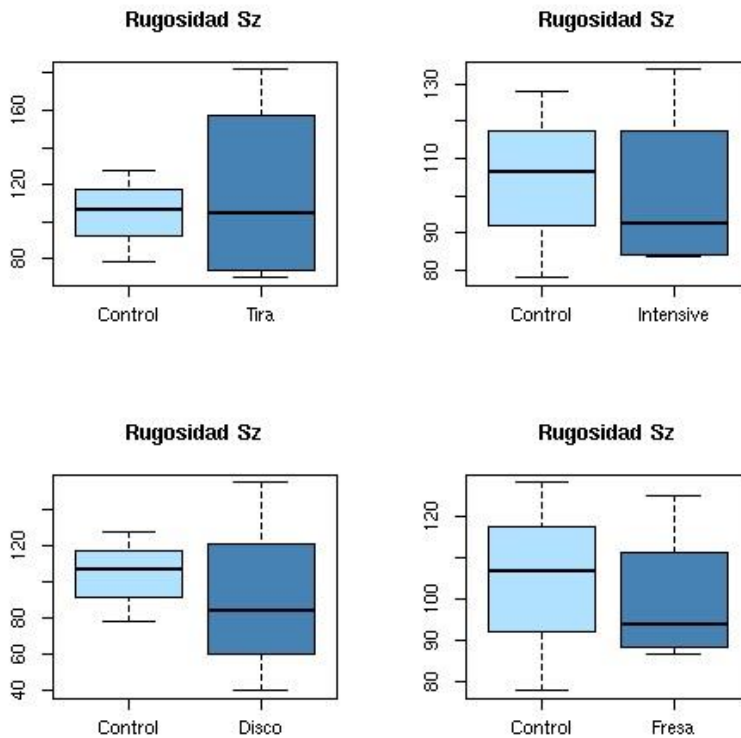 Rugosidad Sz
160
120
80
Control Tira
Rugosidad Sz
130
110
90
80
Control Intensive
Rugosidad Sz
120
80
60
40
Control Disco
Rugosidad Sz
120
100
90
80
Control Fresa